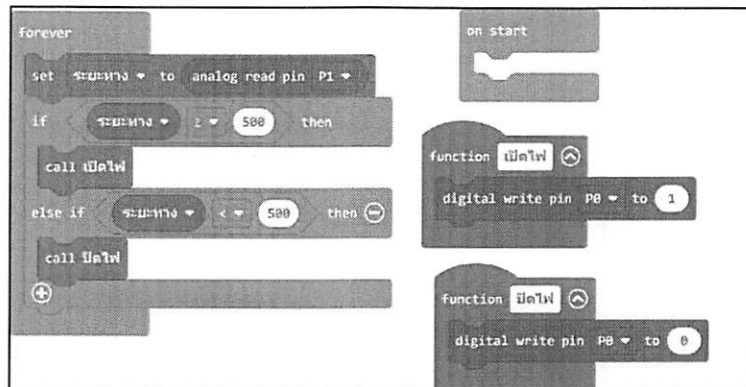 forever
set ระยะทาง to analog read pin P1
if ระยะทาง ≥ 500 then
call เปิดไฟ
else if ระยะทาง < 500 then
call ปิดไฟ
on start
function เปิดไฟ
digital write pin P0 to 1
function ปิดไฟ
digital write pin P0 to 0